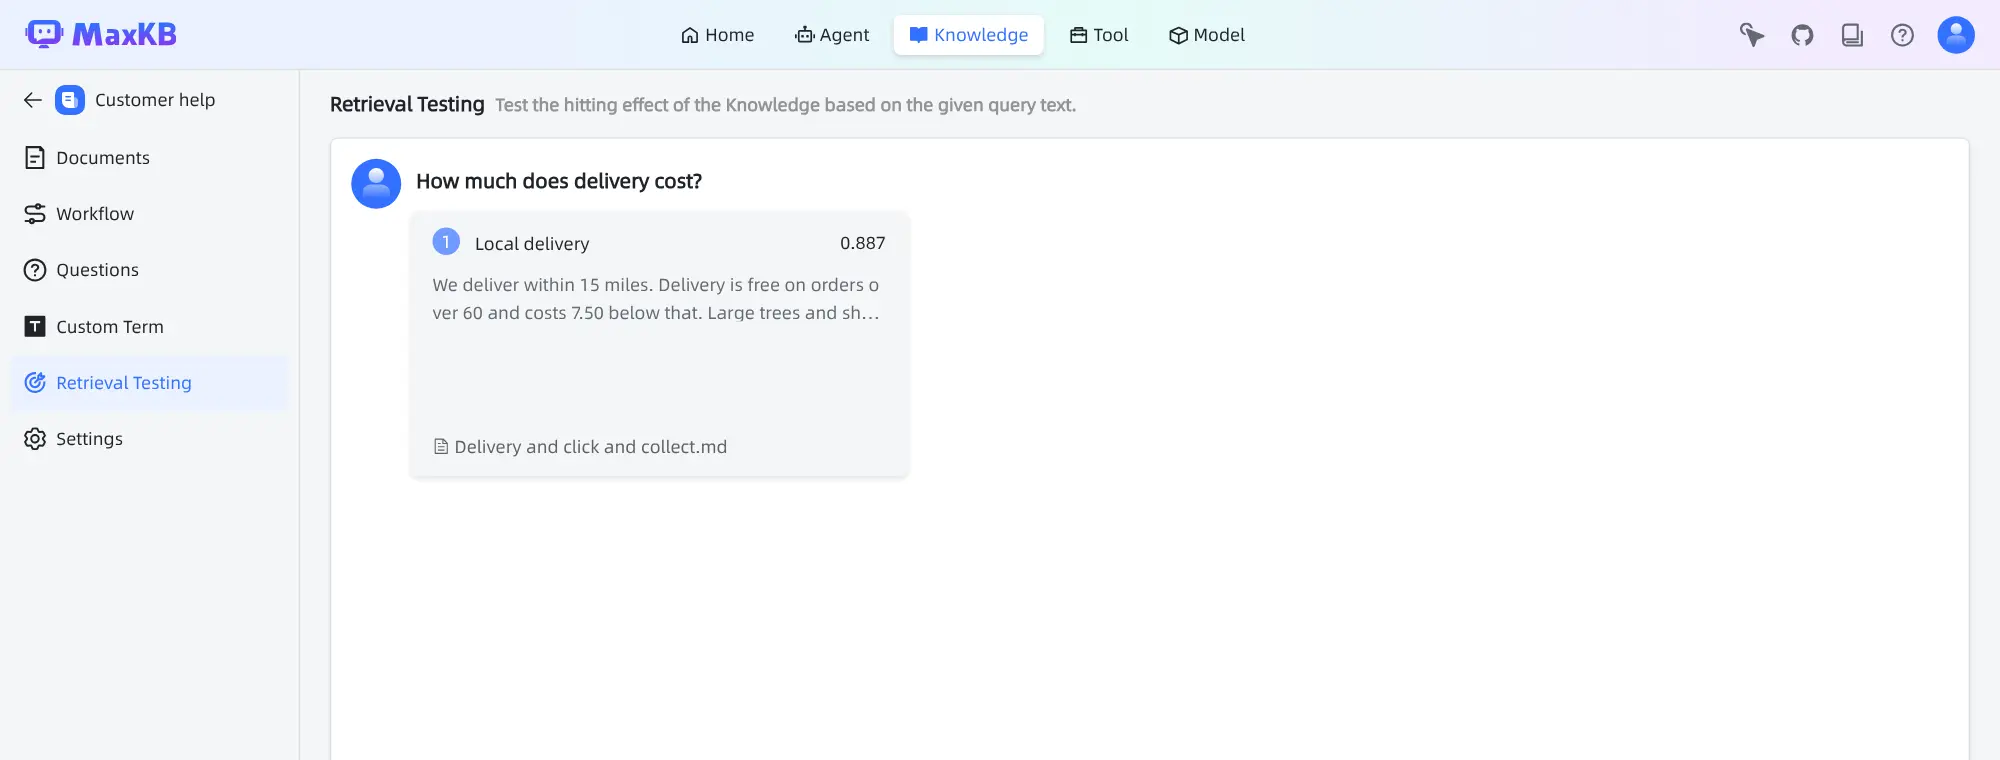 MaxKB
Home
Agent
Knowledge
Tool
Model
Customer help
Documents
Workflow
Questions
Custom Term
Retrieval Testing
Settings
Retrieval Testing Test the hitting effect of the Knowledge based on the given query text.
How much does delivery cost?
1 Local delivery 0.887
We deliver within 15 miles. Delivery is free on orders o
ver 60 and costs 7.50 below that. Large trees and sh...
Delivery and click and collect.md